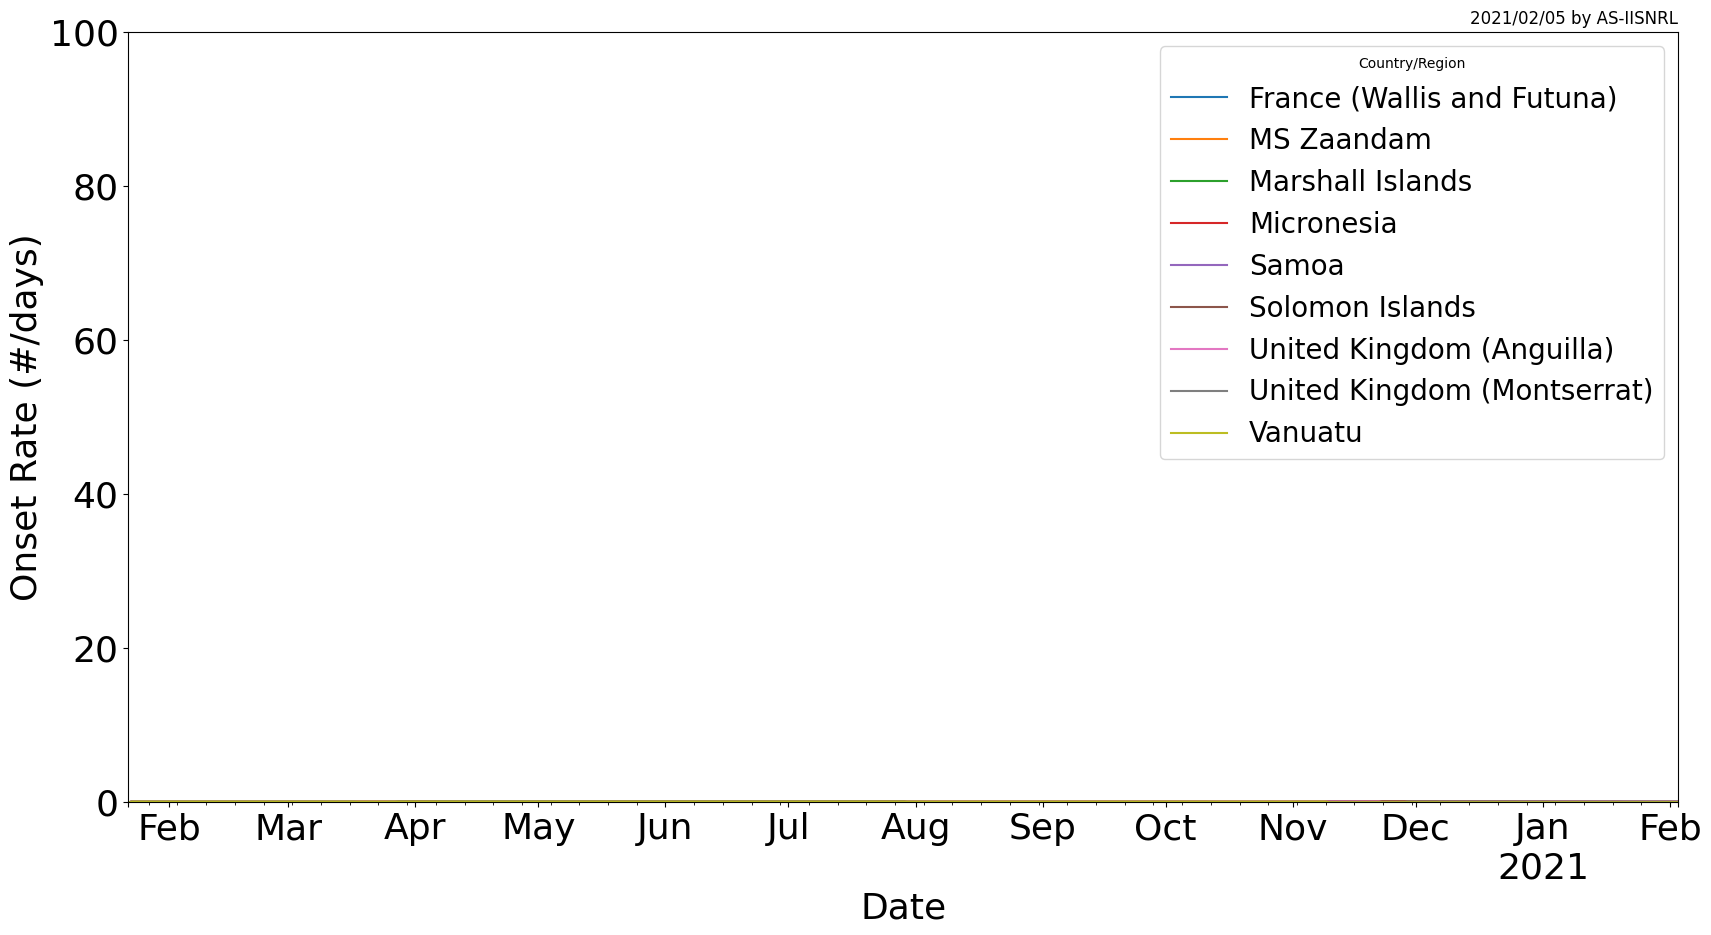 2021/02/05 by AS-IISNRL
100
80
60
40
20
0
Onset Rate (#/days)
Country/Region
France (Wallis and Futuna)
MS Zaandam
Marshall Islands
Micronesia
Samoa
Solomon Islands
United Kingdom (Anguilla)
United Kingdom (Montserrat)
Vanuatu
Feb Mar Apr May Jun Jul Aug Sep Oct Nov Dec Jan Feb
2021
Date